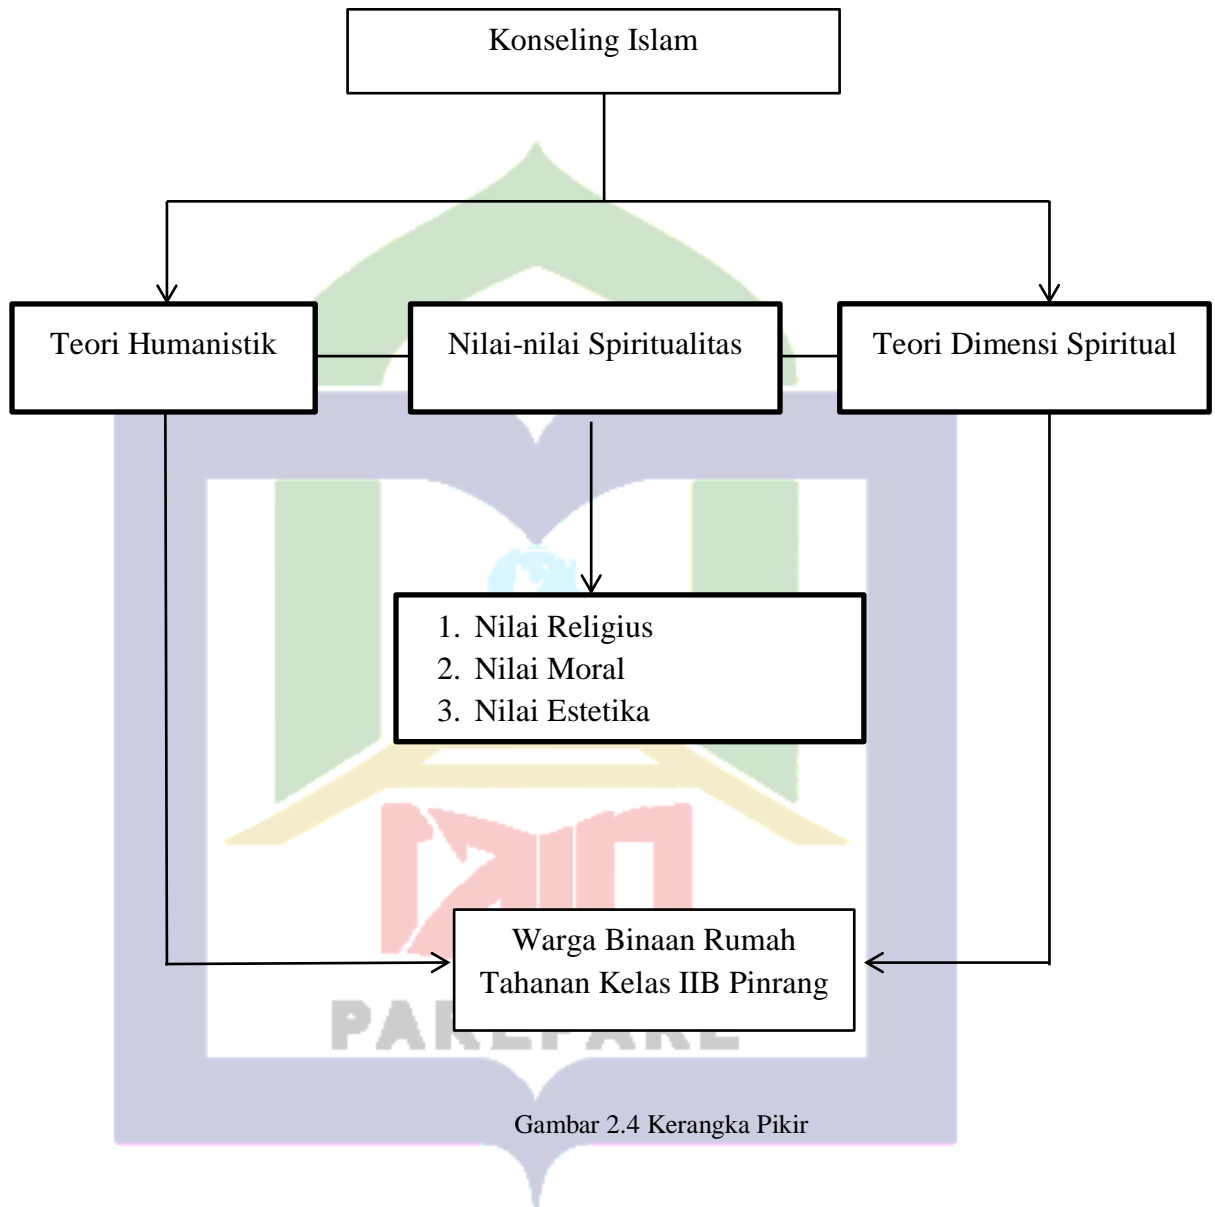 Konseling Islam
Teori Humanistik
Nilai-nilai Spiritualitas
Teori Dimensi Spiritual
1. Nilai Religius
2. Nilai Moral
3. Nilai Estetika
Warga Binaan Rumah
Tahanan Kelas IIB Pinrang
PAREPARE
Gambar 2.4 Kerangka Pikir